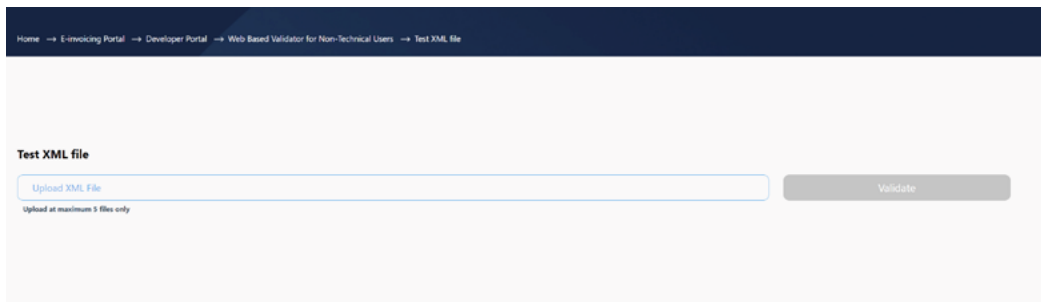 Home → E-invoicing Portal → Developer Portal → Web Based Validator for Non-Technical Users → Test XML file
Test XML file
Upload XML File
Validate
Upload at maximum 5 files only